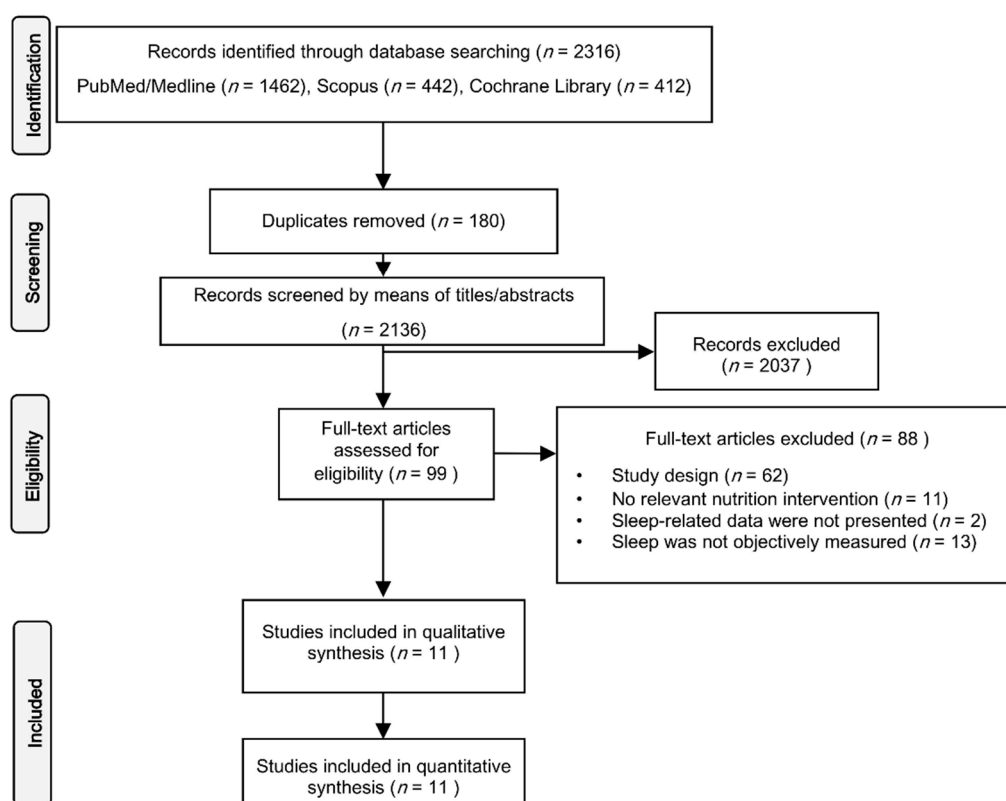 Identification
Records identified through database searching (n = 2316)
PubMed/Medline (n = 1462), Scopus (n = 442), Cochrane Library (n = 412)
Screening
Duplicates removed (n = 180)
Records screened by means of titles/abstracts
(n = 2136)
Records excluded
(n = 2037 )
Eligibility
Full-text articles
assessed for
eligibility (n = 99 )
Full-text articles excluded (n = 88 )
• Study design (n = 62)
• No relevant nutrition intervention (n = 11)
• Sleep-related data were not presented (n = 2)
• Sleep was not objectively measured (n = 13)
Included
Studies included in qualitative
synthesis (n = 11 )
Studies included in quantitative
synthesis (n = 11 )